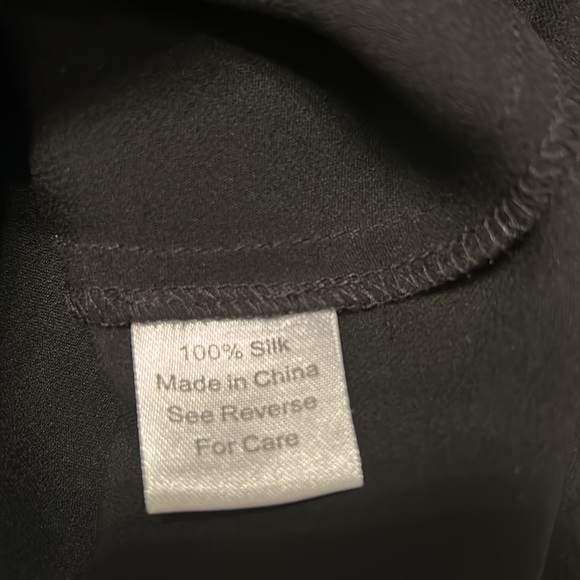 100% Silk
Made in China
See Reverse
For Care